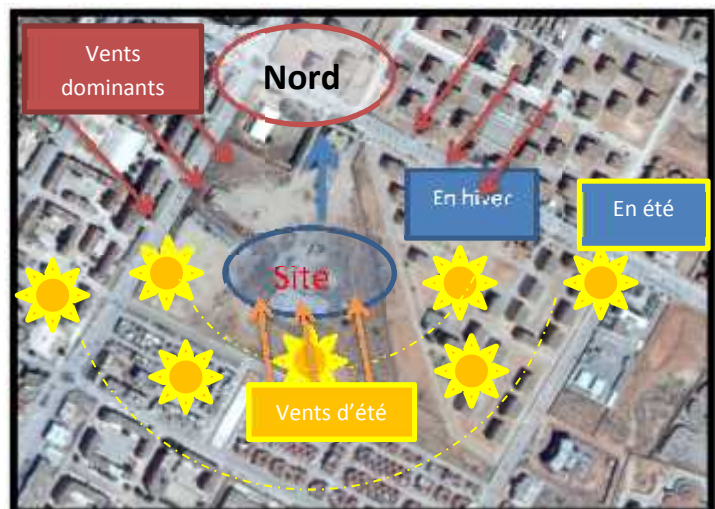 Vents
dominants
Nord
En hiver
En été
Site
Vents d'été